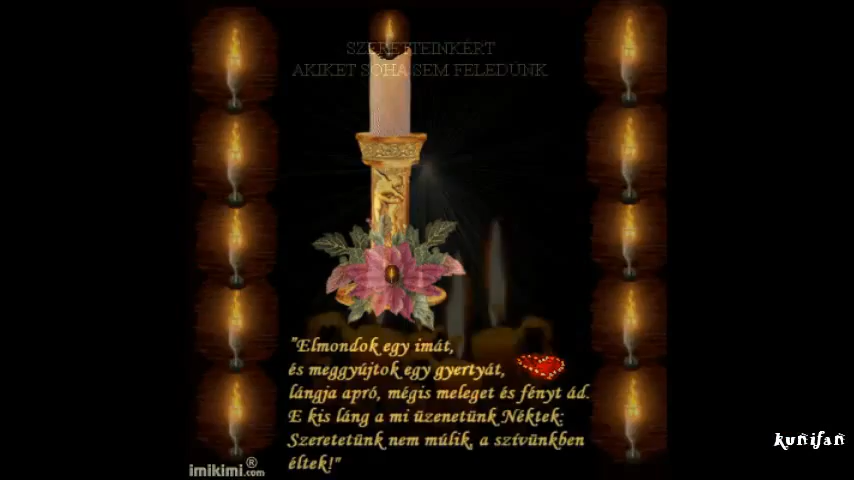 SZERETTEINKÉRT
AKIKET SOHA SEM FELEDÜNK
"Elmondok egy imát,
és meggyújtok egy gyertyát,
lángja apró, mégis meleget és fényt ád.
E kis láng a mi üzenetünk Néktek:
Szeretetünk nem múlik, a szívünkben
éltek!"
kuñifañ
imikimi®.com